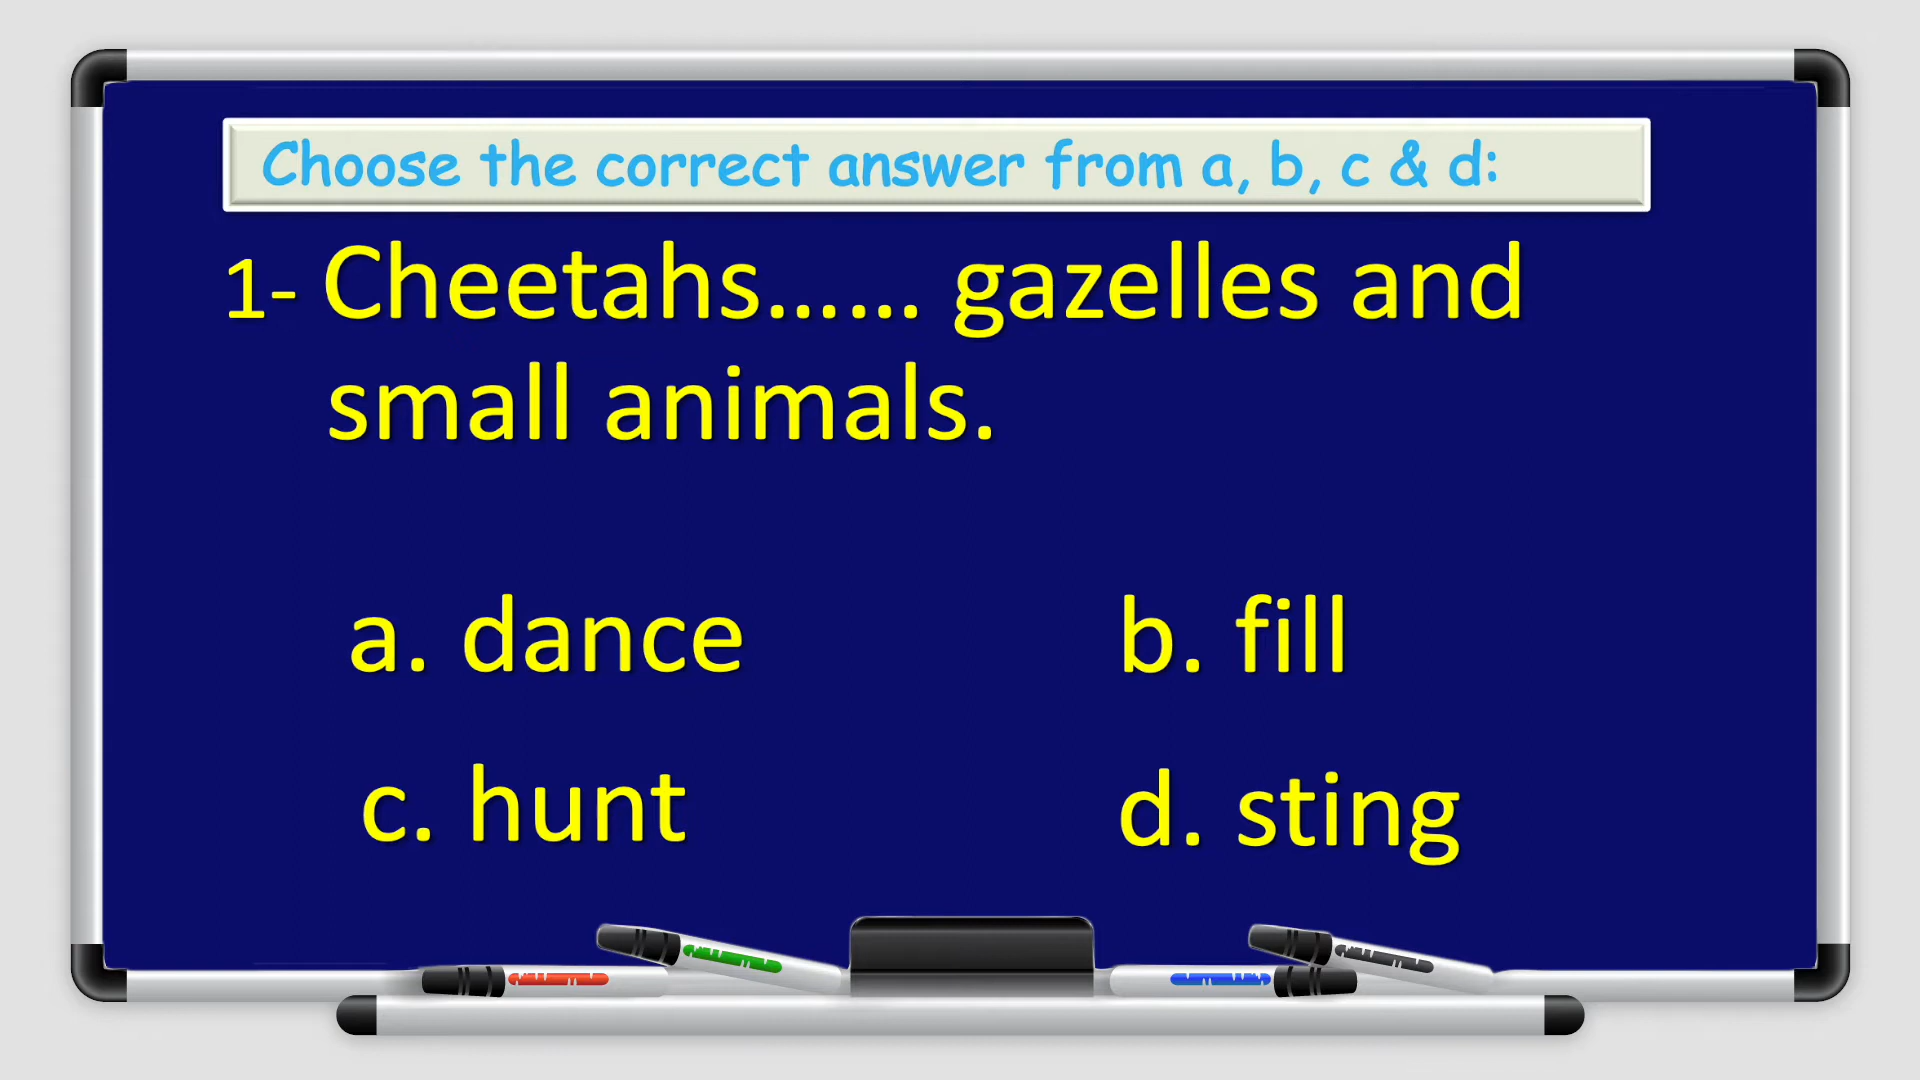 Choose the correct answer from a, b, c & d:
1- Cheetahs...... gazelles and
small animals.
a. dance
b. fill
c. hunt
d. sting